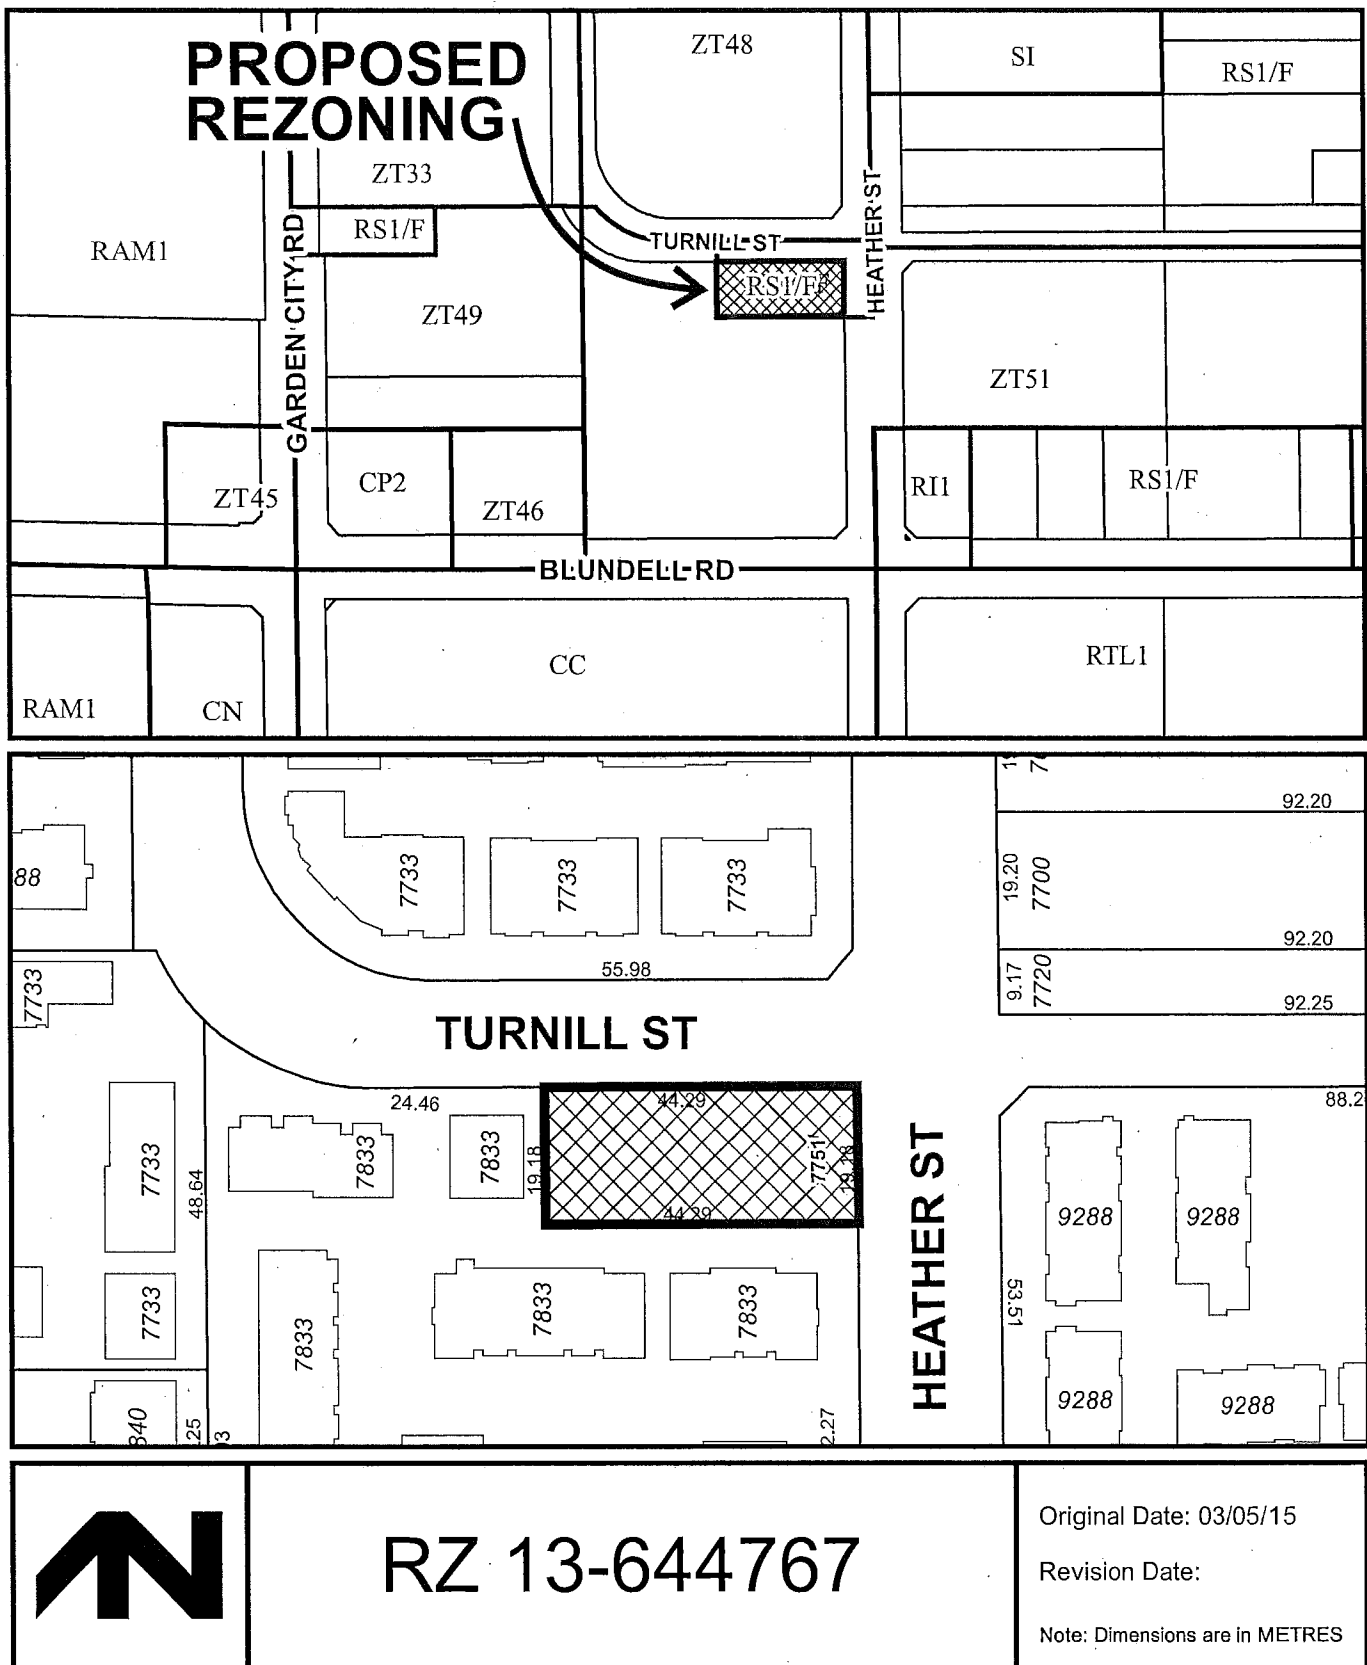 PROPOSED
REZONING
ZT48
SI
RS1/F
ZT33
RS1/F
RAM1
TURNILL ST
HEATHER ST
RS1/F
GARDEN CITY RD
ZT49
ZT51
ZT45
CP2
ZT46
RI1
RS1/F
BLUNDELL RD
CC
RTL1
RAM1
CN
92.20
88
7733
7733
7733
19.20
7700
92.20
55.98
7733
9.17
7720
92.25
TURNILL ST
24.46
44.29
88.2
7733
48.64
7833
7833
19.18
7751
19.18
44.29
HEATHER ST
9288
9288
7733
7833
7833
7833
53.51
9288
9288
840
.25
2.27
N
RZ 13-644767
Original Date: 03/05/15
Revision Date:
Note: Dimensions are in METRES